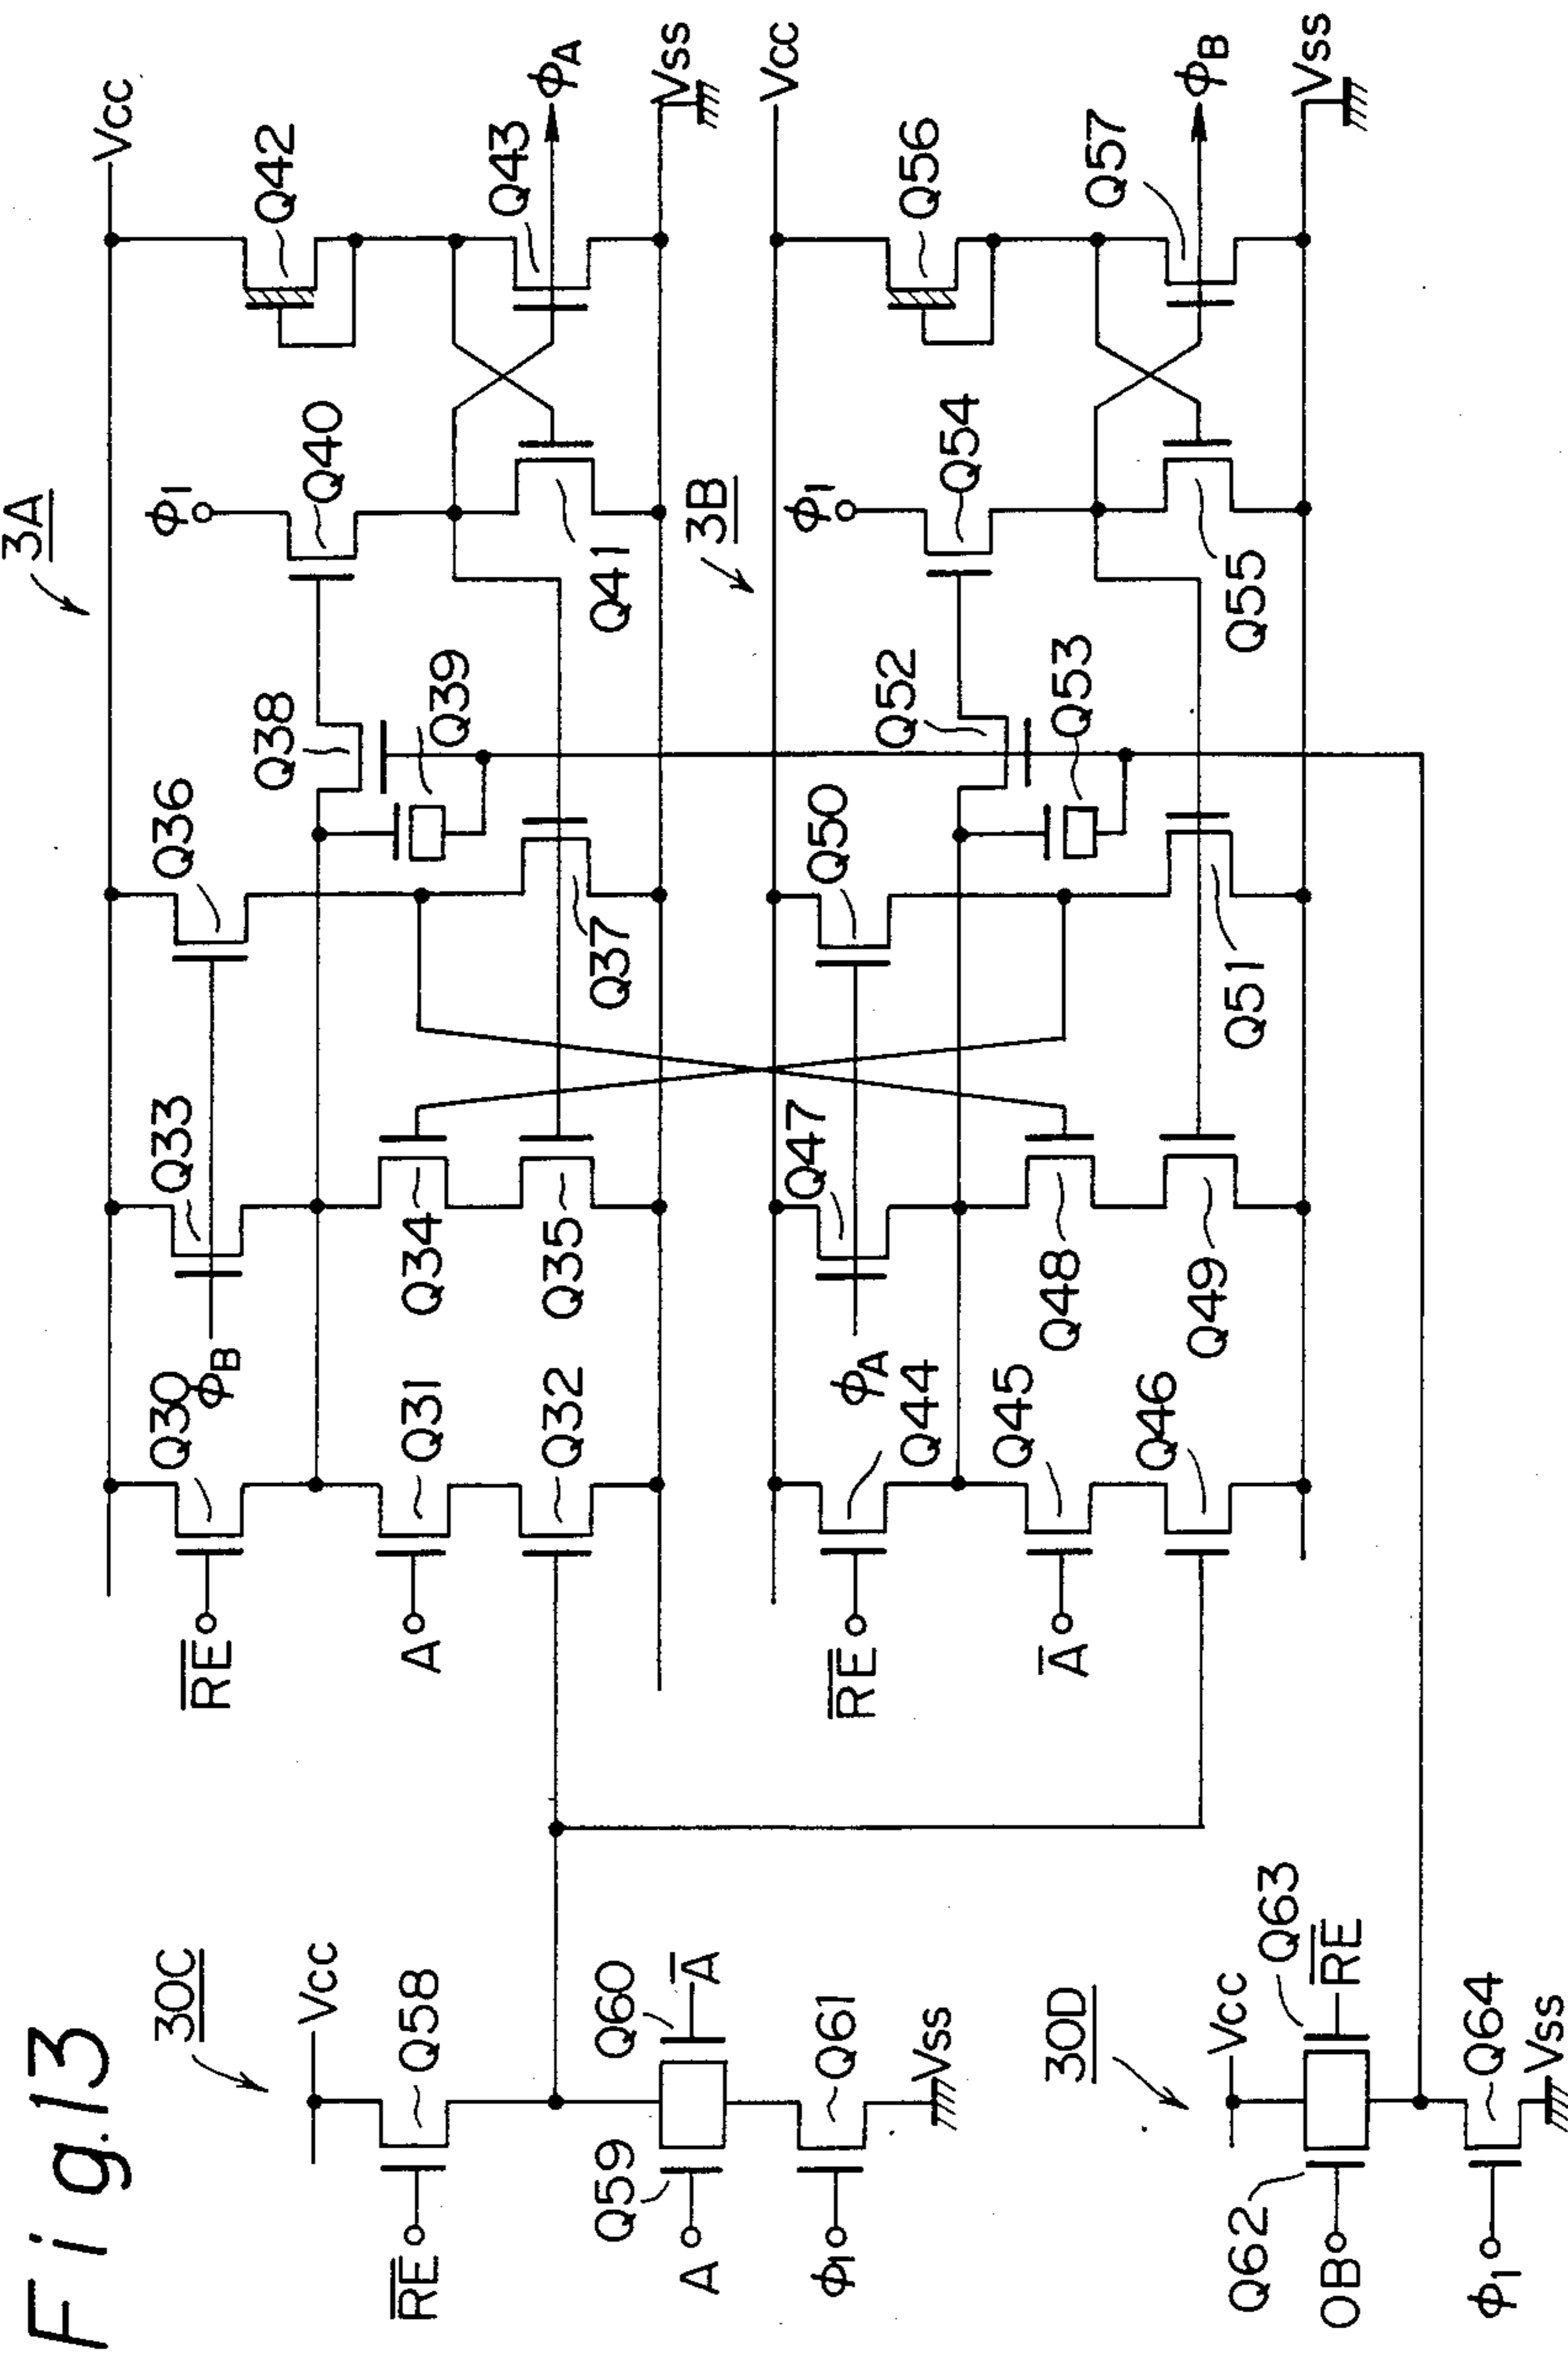 Fig.13
30C
Vcc
RE
Q58
A
Q59
Q60
A
φ1
Q61
Vss
30D
Vcc
Q62
OB
Q63
RE
φ1
Q64
Vss
3A
Vcc
RE
Q30
A
Q31
Q32
φB
Q33
Q34
Q35
Q36
Q37
Q38
Q39
φ1
Q40
Q41
Q42
Q43
φA
Vss
3B
Vcc
RE
Q44
A
Q45
Q46
φA
Q47
Q48
Q49
Q50
Q51
Q52
Q53
φ1
Q54
Q55
Q56
Q57
φB
Vss